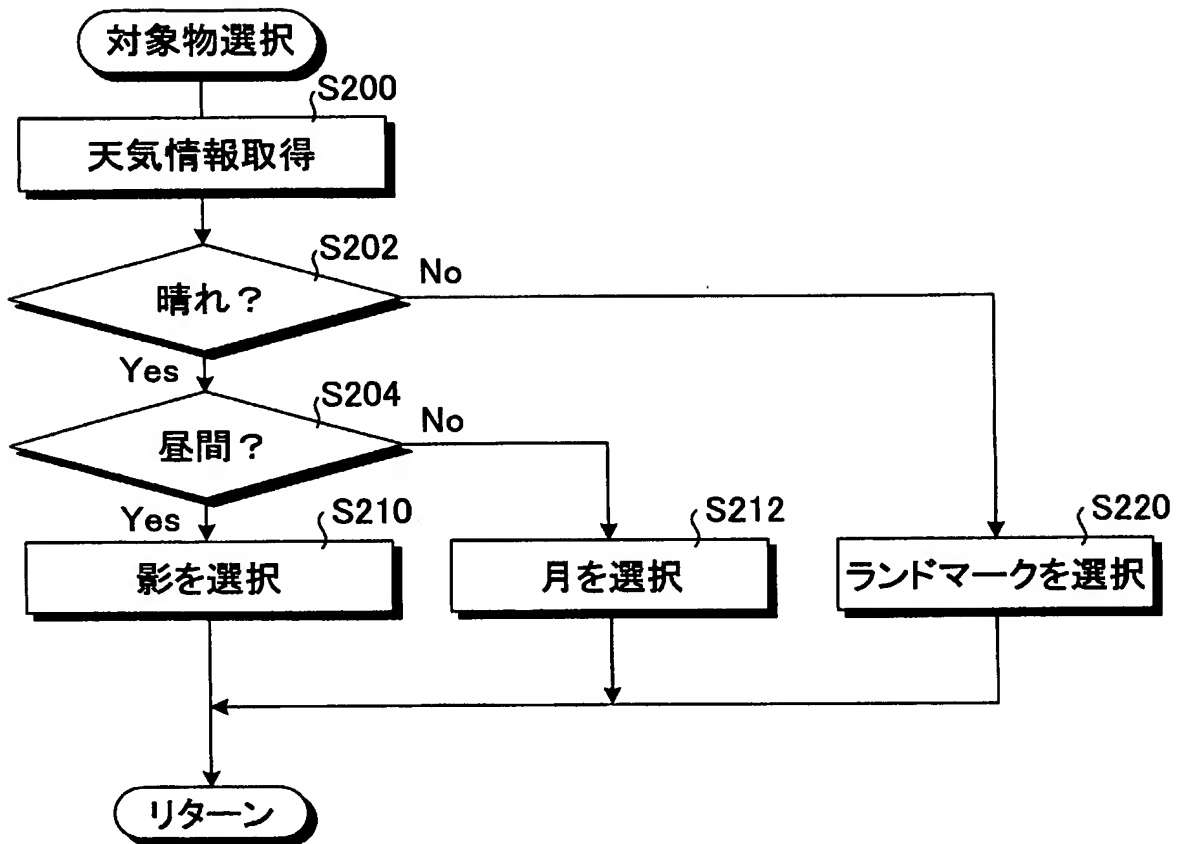 対象物選択
S200
天気情報取得
S202
晴れ?
No
Yes
S204
昼間?
No
Yes
S210
影を選択
S212
月を選択
S220
ランドマークを選択
リターン